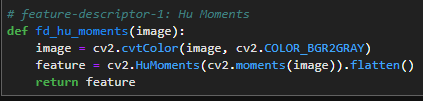 # feature-descriptor-1: Hu Moments
def fd_hu_moments(image):
    image = cv2.cvtColor(image, cv2.COLOR_BGR2GRAY)
    feature = cv2.HuMoments(cv2.moments(image)).flatten()
    return feature